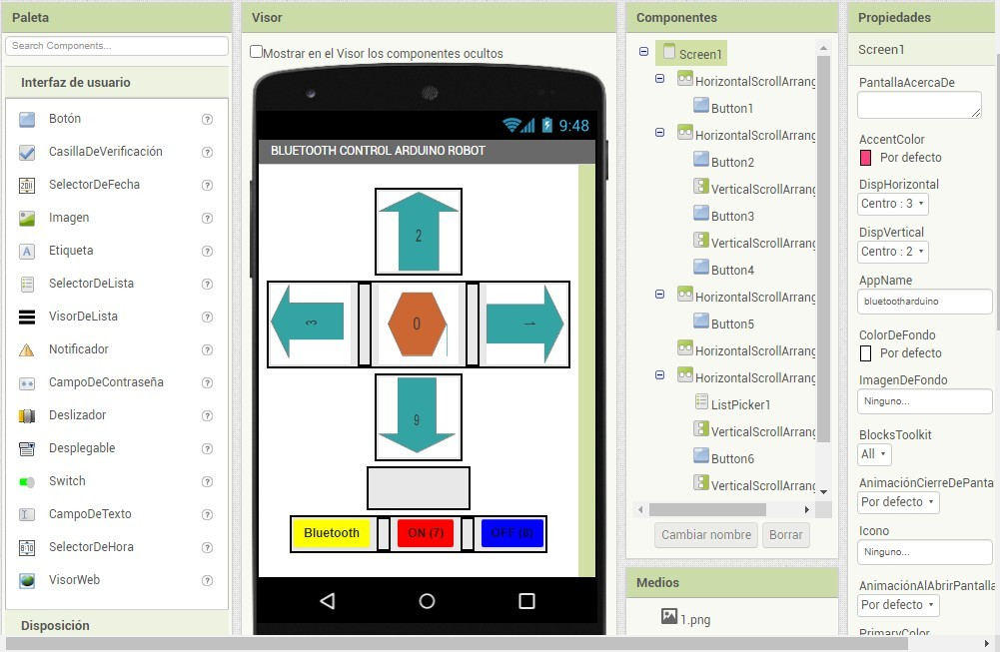 Paleta
Search Components...
Interfaz de usuario
Botón
CasillaDeVerificación
SelectorDeFecha
Imagen
Etiqueta
SelectorDeLista
VisorDeLista
Notificador
CampoDeContraseña
Deslizador
Desplegable
Switch
CampoDeTexto
SelectorDeHora
VisorWeb
Disposición
Visor
Mostrar en el Visor los componentes ocultos
9:48
BLUETOOTH CONTROL ARDUINO ROBOT
2
3
0
1
9
Bluetooth
ON (7)
OFF (8)
Componentes
Screen1
HorizontalScrollArrang
Button1
HorizontalScrollArrang
Button2
VerticalScrollArrang
Button3
VerticalScrollArrang
Button4
HorizontalScrollArrang
Button5
HorizontalScrollArrang
HorizontalScrollArrang
ListPicker1
VerticalScrollArrang
Button6
VerticalScrollArrang
Cambiar nombre
Borrar
Medios
1.png
Propiedades
Screen1
PantallaAcercaDe
AccentColor
Por defecto
DispHorizontal
Centro : 3
DispVertical
Centro : 2
AppName
bluetootharduino
ColorDeFondo
Por defecto
ImagenDeFondo
Ninguno...
BlocksToolkit
All
AnimaciónCierreDePanta
Por defecto
Icono
Ninguno...
AnimaciónAlAbrirPantalla
Por defecto
PrimaryColor